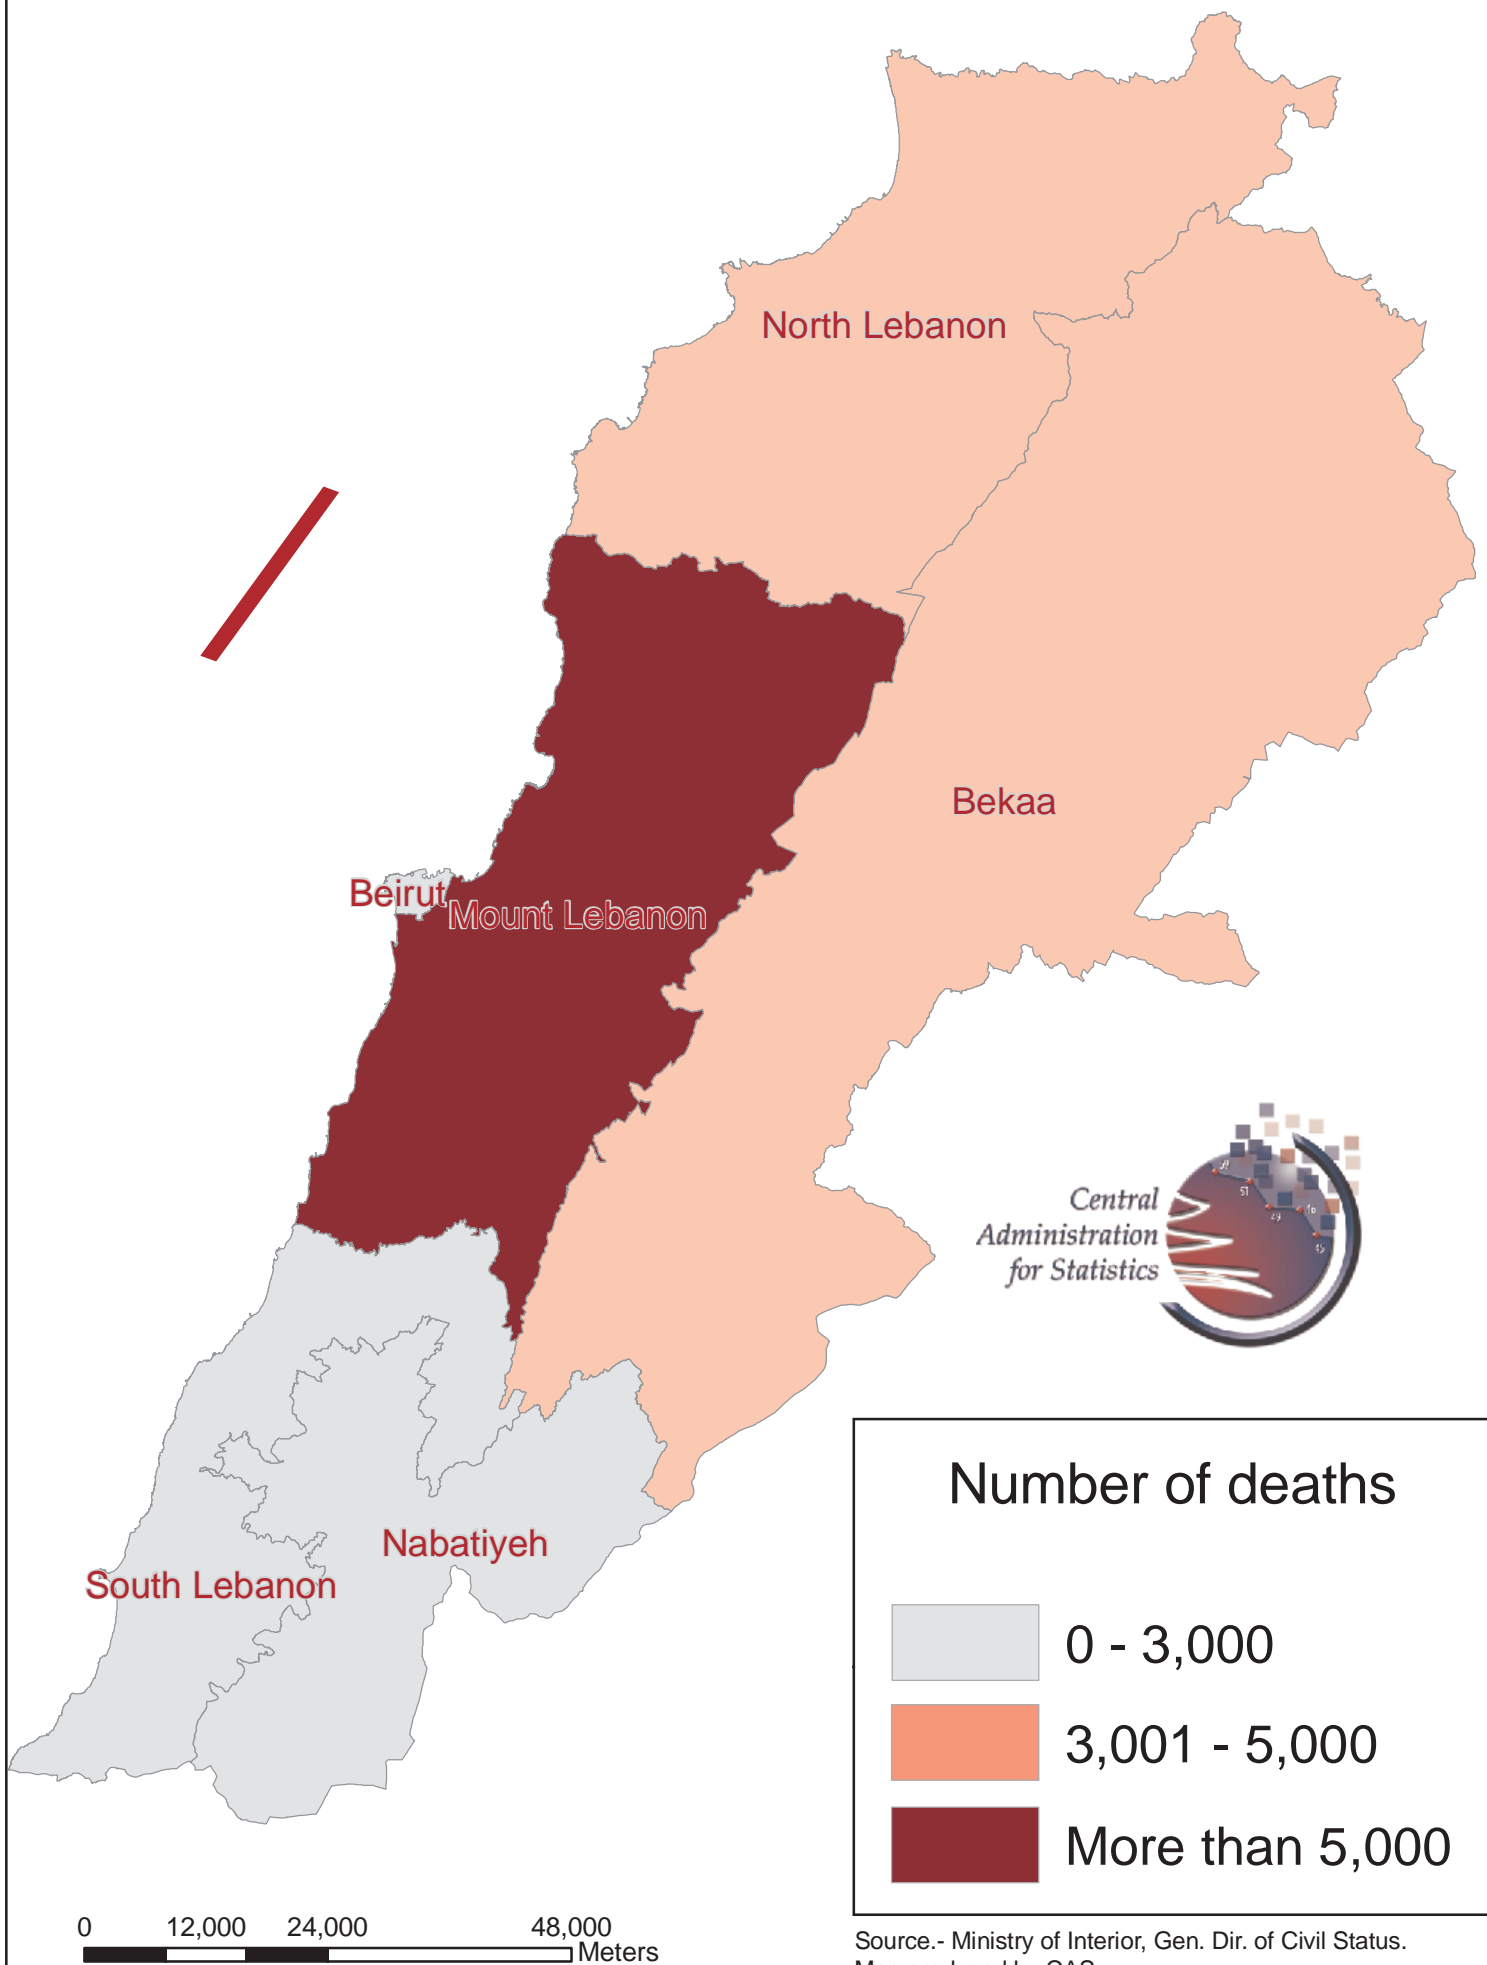 North Lebanon
Bekaa
Beirut
Mount Lebanon
Central
Administration
for Statistics
Nabatiyeh
South Lebanon
Number of deaths
0 - 3,000
3,001 - 5,000
More than 5,000
0 12,000 24,000 48,000
Meters
Source.- Ministry of Interior, Gen. Dir. of Civil Status.